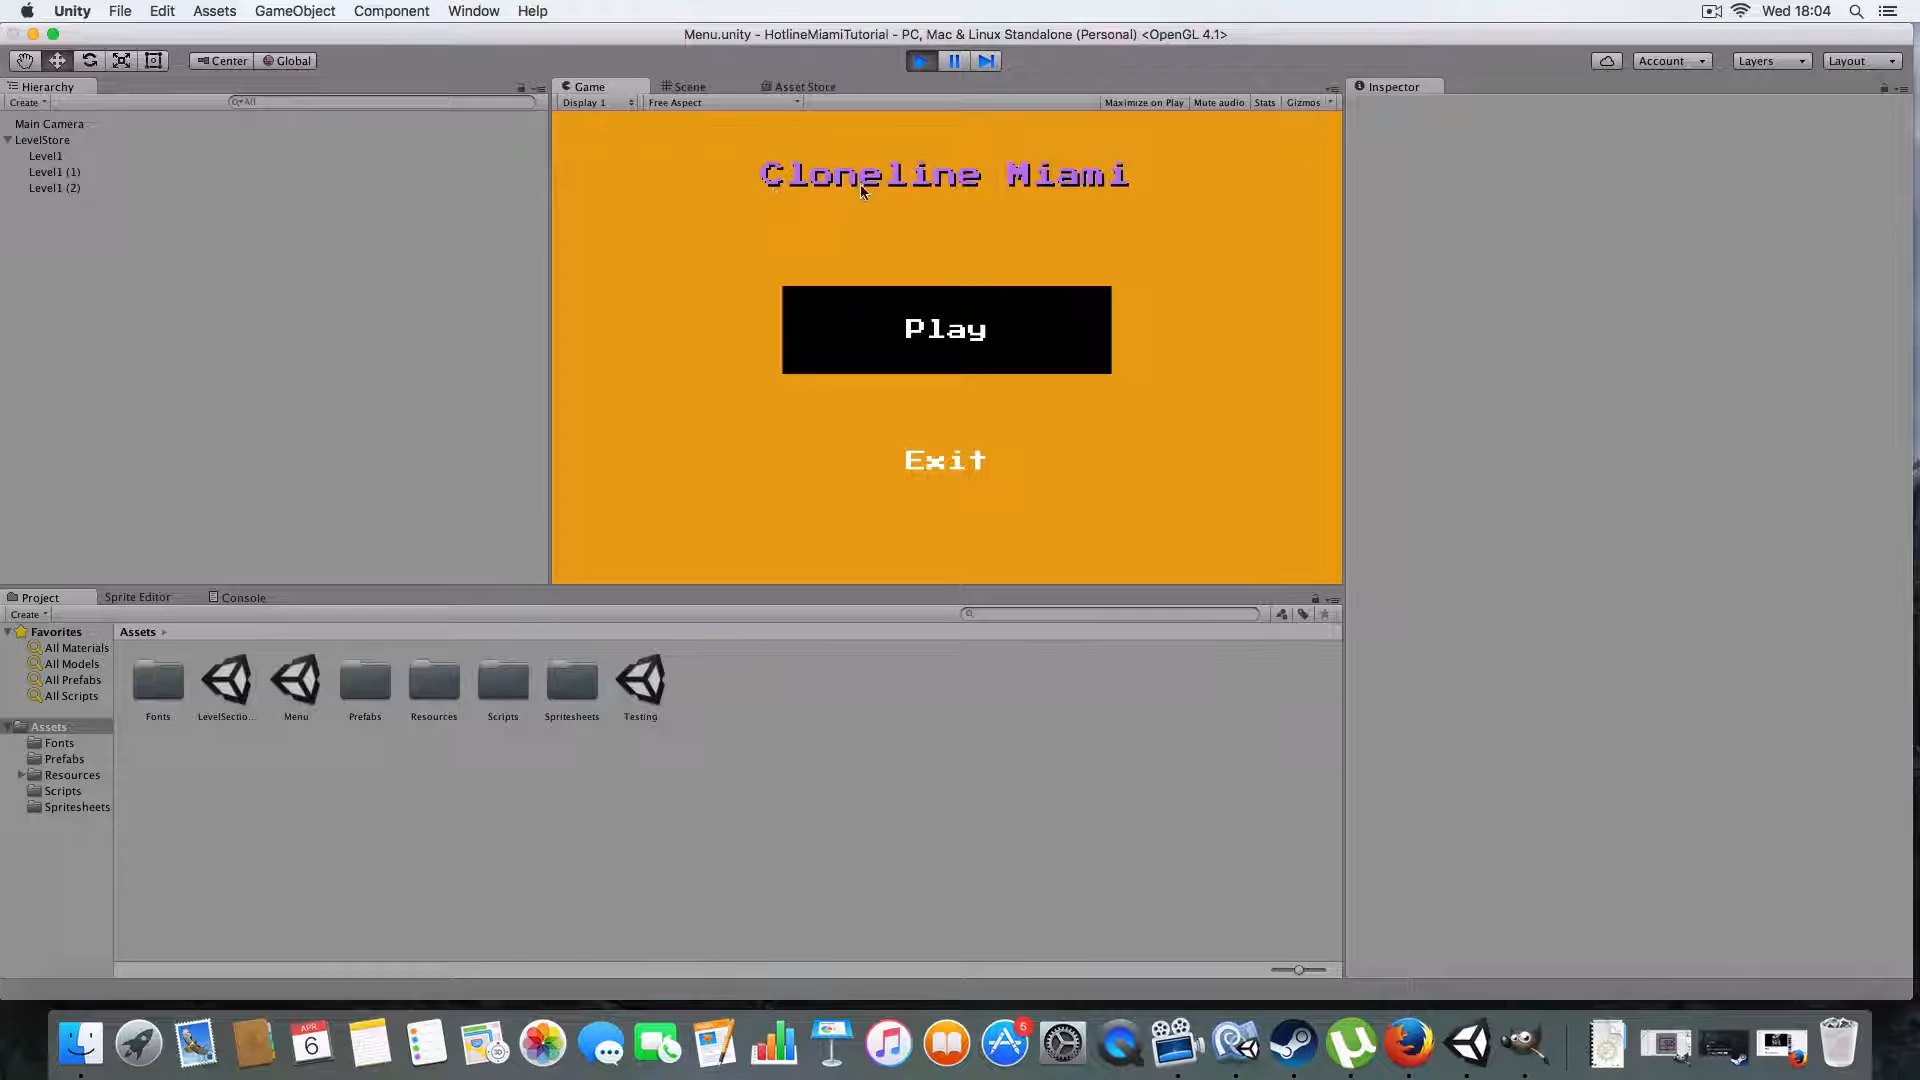 Unity File Edit Assets GameObject Component Window Help Wed 18:04
Menu.unity - HotlineMiamiTutorial - PC, Mac & Linux Standalone (Personal) <OpenGL 4.1>
Center Global Account Layers Layout
Hierarchy Game Scene Asset Store Inspector
Create All Display 1 Free Aspect Maximize on Play Mute audio Stats Gizmos
Main Camera
LevelStore
Level1
Level1 (1)
Level1 (2)
Cloneline Miami
Play
Exit
Project Sprite Editor Console
Create
Favorites
All Materials
All Models
All Prefabs
All Scripts
Assets
Fonts
Prefabs
Resources
Scripts
Spritesheets
Assets
Fonts LevelSectio... Menu Prefabs Resources Scripts Spritesheets Testing
APR
6
5